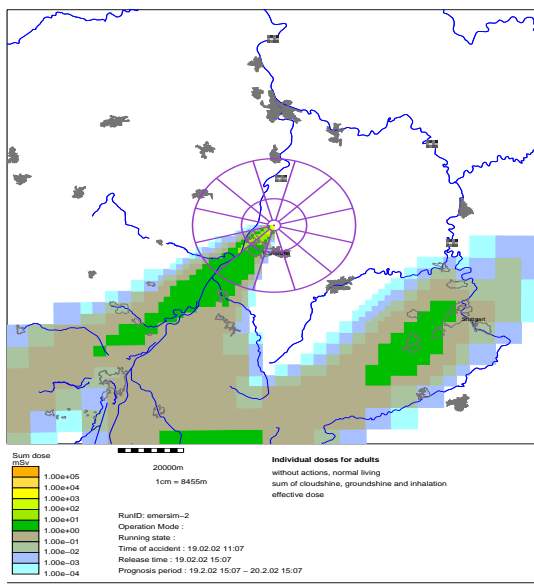 Stuttgart
Sum dose
mSv
1.00e+05
1.00e+04
1.00e+03
1.00e+02
1.00e+01
1.00e+00
1.00e-01
1.00e-02
1.00e-03
1.00e-04
20000m
1cm = 8455m
RunID: emersim-2
Operation Mode :
Running state :
Time of accident : 19.02.02 11:07
Release time : 19.02.02 15:07
Prognosis period : 19.2.02 15:07 - 20.2.02 15:07
Individual doses for adults
without actions, normal living
sum of cloudshine, groundshine and inhalation
effective dose